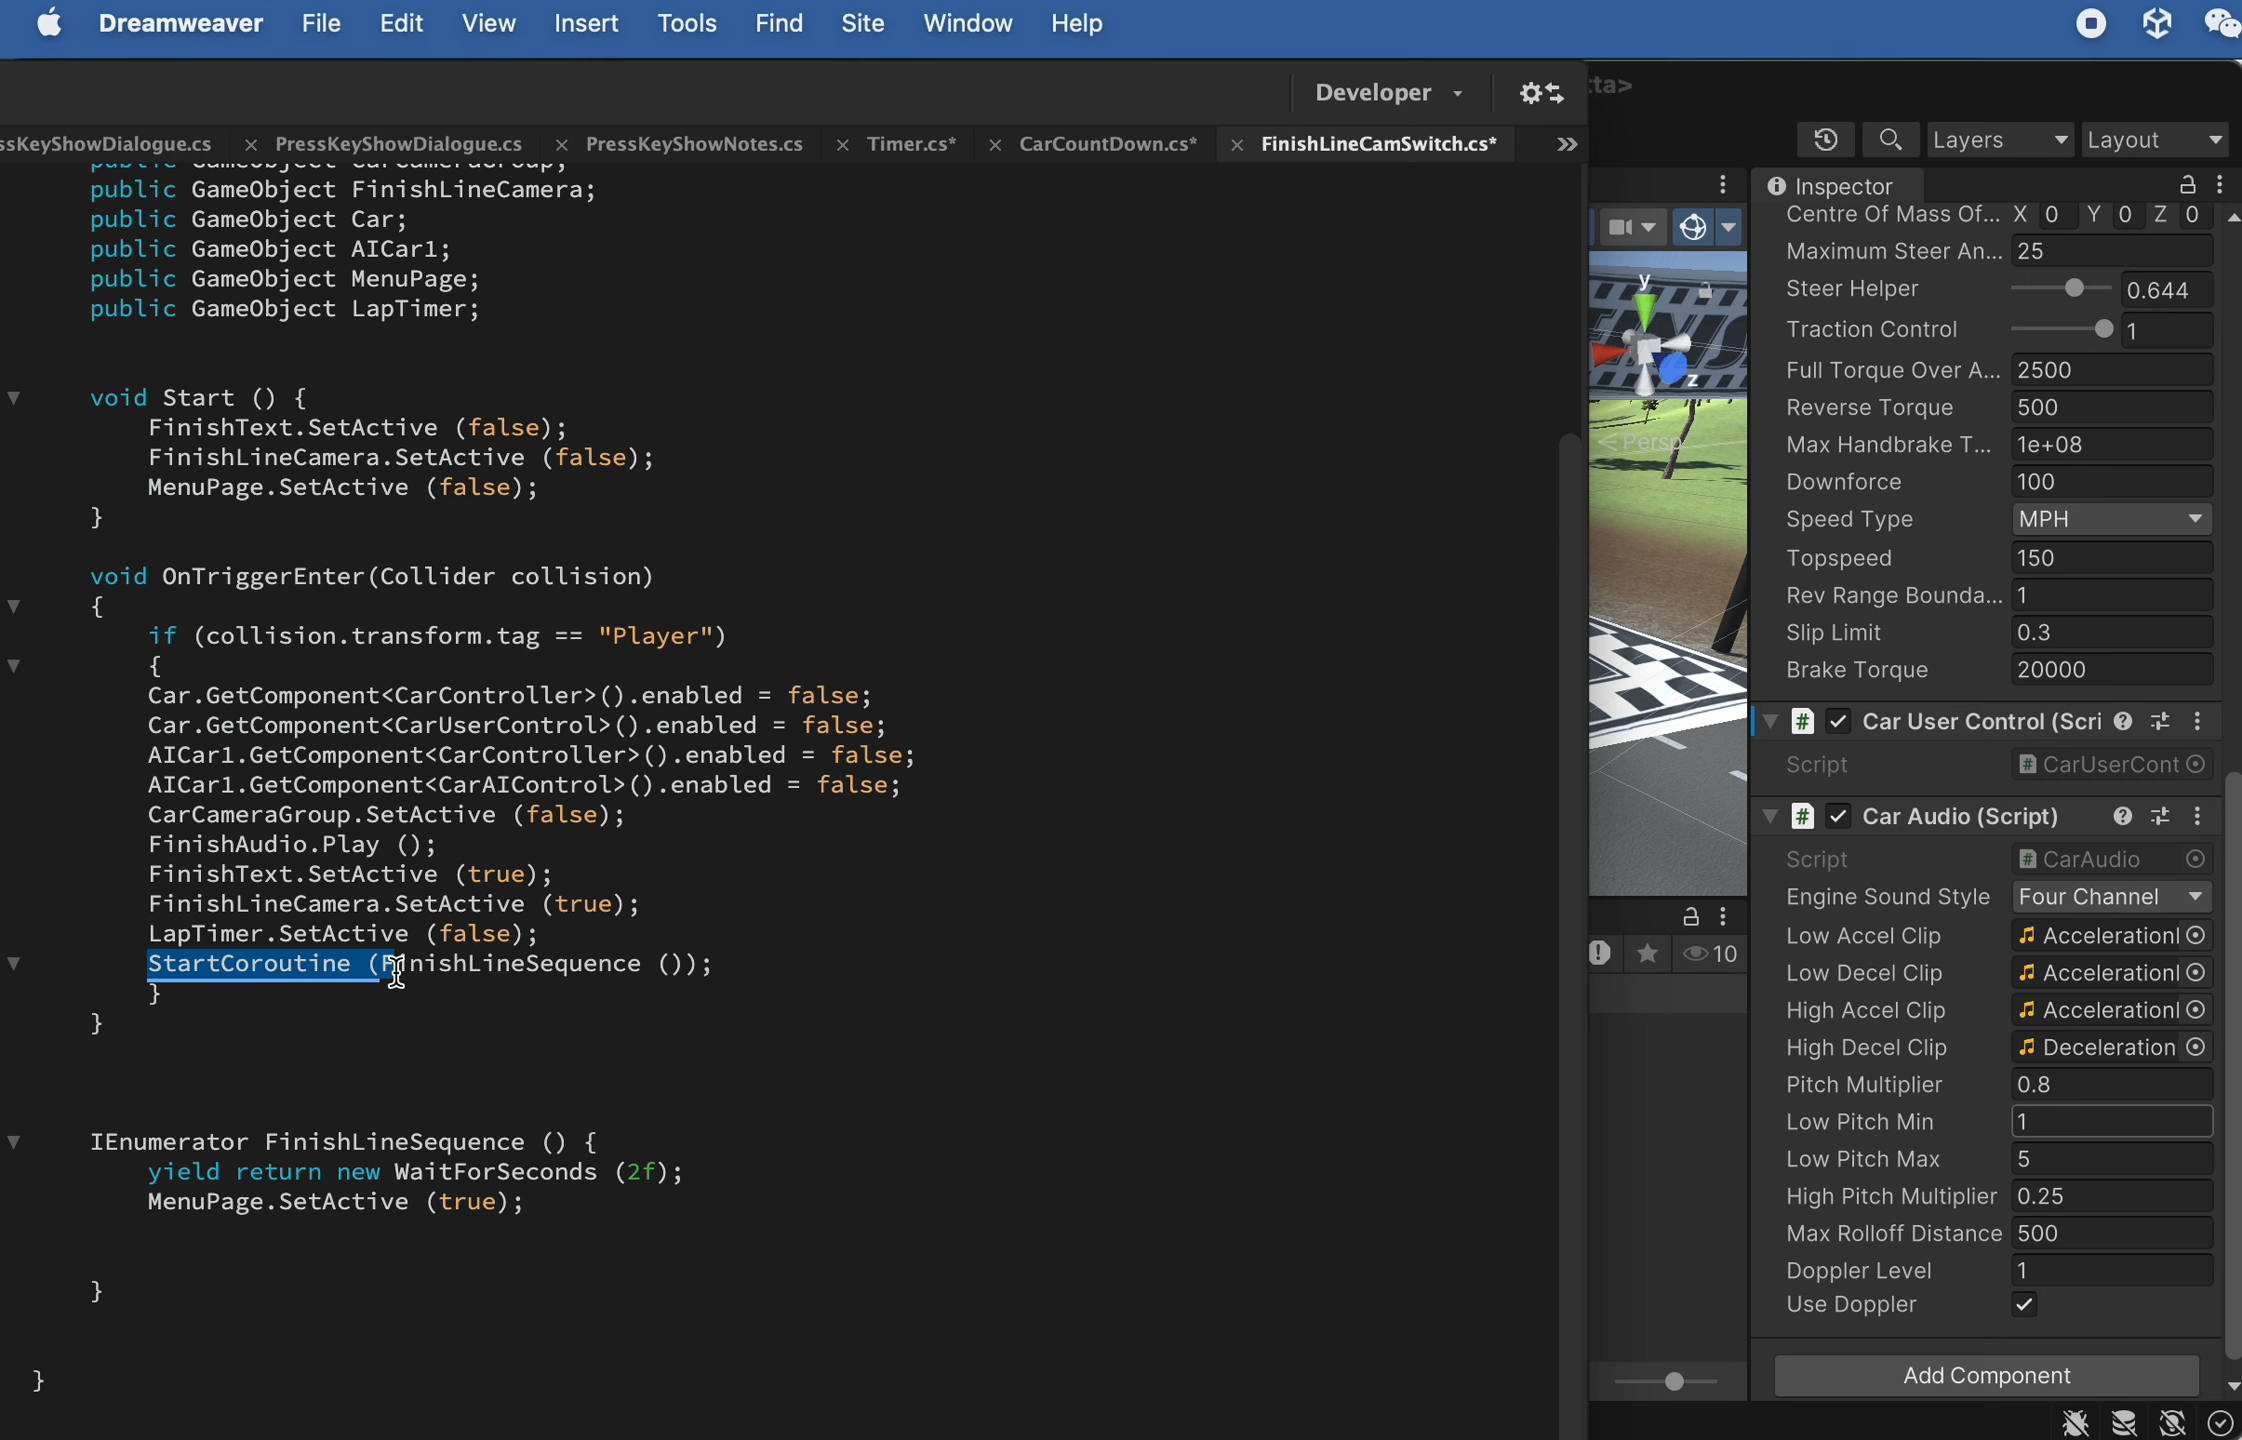 Dreamweaver File Edit View Insert Tools Find Site Window Help
Developer
ssKeyShowDialogue.cs × PressKeyShowDialogue.cs × PressKeyShowNotes.cs × Timer.cs* × CarCountDown.cs* × FinishLineCamSwitch.cs* »
public GameObject CarCameraGroup;
public GameObject FinishLineCamera;
public GameObject Car;
public GameObject AICar1;
public GameObject MenuPage;
public GameObject LapTimer;
void Start () {
FinishText.SetActive (false);
FinishLineCamera.SetActive (false);
MenuPage.SetActive (false);
}
void OnTriggerEnter(Collider collision)
{
if (collision.transform.tag == "Player")
{
Car.GetComponent<CarController>().enabled = false;
Car.GetComponent<CarUserControl>().enabled = false;
AICar1.GetComponent<CarController>().enabled = false;
AICar1.GetComponent<CarAIControl>().enabled = false;
CarCameraGroup.SetActive (false);
FinishAudio.Play ();
FinishText.SetActive (true);
FinishLineCamera.SetActive (true);
LapTimer.SetActive (false);
StartCoroutine (FinishLineSequence ());
}
}
IEnumerator FinishLineSequence () {
yield return new WaitForSeconds (2f);
MenuPage.SetActive (true);
}
}
tta>
Layers Layout
y
z
< Persp
10
Inspector
Centre Of Mass Of... X 0 Y 0 Z 0
Maximum Steer An... 25
Steer Helper 0.644
Traction Control 1
Full Torque Over A... 2500
Reverse Torque 500
Max Handbrake T... 1e+08
Downforce 100
Speed Type MPH
Topspeed 150
Rev Range Bounda... 1
Slip Limit 0.3
Brake Torque 20000
# Car User Control (Scri
Script # CarUserCont
# Car Audio (Script)
Script # CarAudio
Engine Sound Style Four Channel
Low Accel Clip Acceleration
Low Decel Clip Acceleration
High Accel Clip Acceleration
High Decel Clip Deceleration
Pitch Multiplier 0.8
Low Pitch Min 1
Low Pitch Max 5
High Pitch Multiplier 0.25
Max Rolloff Distance 500
Doppler Level 1
Use Doppler
Add Component